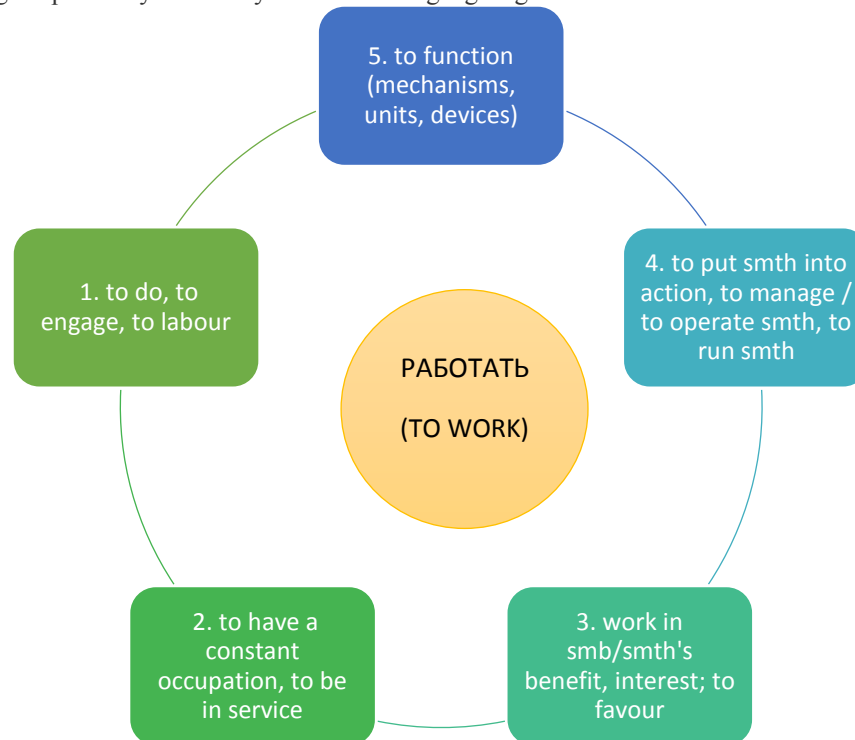 5. to function
(mechanisms,
units, devices)
1. to do, to
engage, to labour
4. to put smth into
action, to manage /
to operate smth, to
run smth
РАБОТАТЬ
(TO WORK)
2. to have a
constant
occupation, to be
in service
3. work in
smb/smth's
benefit, interest; to
favour